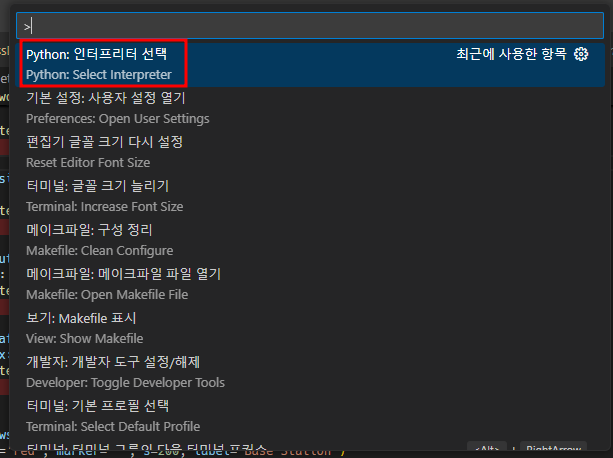 >
Python: 인터프리터 선택
최근에 사용한 항목
Python: Select Interpreter
기본 설정: 사용자 설정 열기
Preferences: Open User Settings
편집기 글꼴 크기 다시 설정
Reset Editor Font Size
터미널: 글꼴 크기 늘리기
Terminal: Increase Font Size
메이크파일: 구성 정리
Makefile: Clean Configure
메이크파일: 메이크파일 파일 열기
Makefile: Open Makefile File
보기: Makefile 표시
View: Show Makefile
개발자: 개발자 도구 설정/해제
Developer: Toggle Developer Tools
터미널: 기본 프로필 선택
Terminal: Select Default Profile